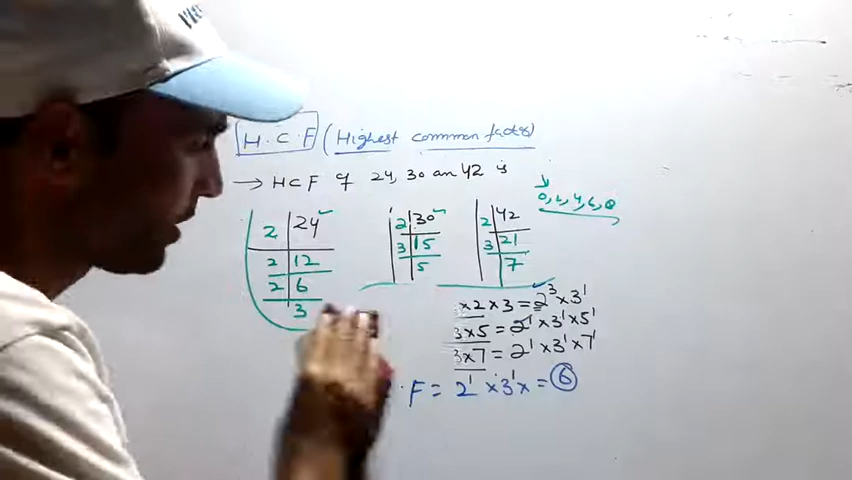 H.C.F (Highest common factor)
→ HCF of 24, 30 an 42 is
0, 2, 4, 6, 8
2 | 24
2 | 12
2 | 6
3
2 | 30
3 | 15
5
2 | 42
3 | 21
7
×2×3 = 2³×3¹
3×5 = 2¹×3¹×5¹
3×7 = 2¹×3¹×7¹
.F = 2¹×3¹× = 6